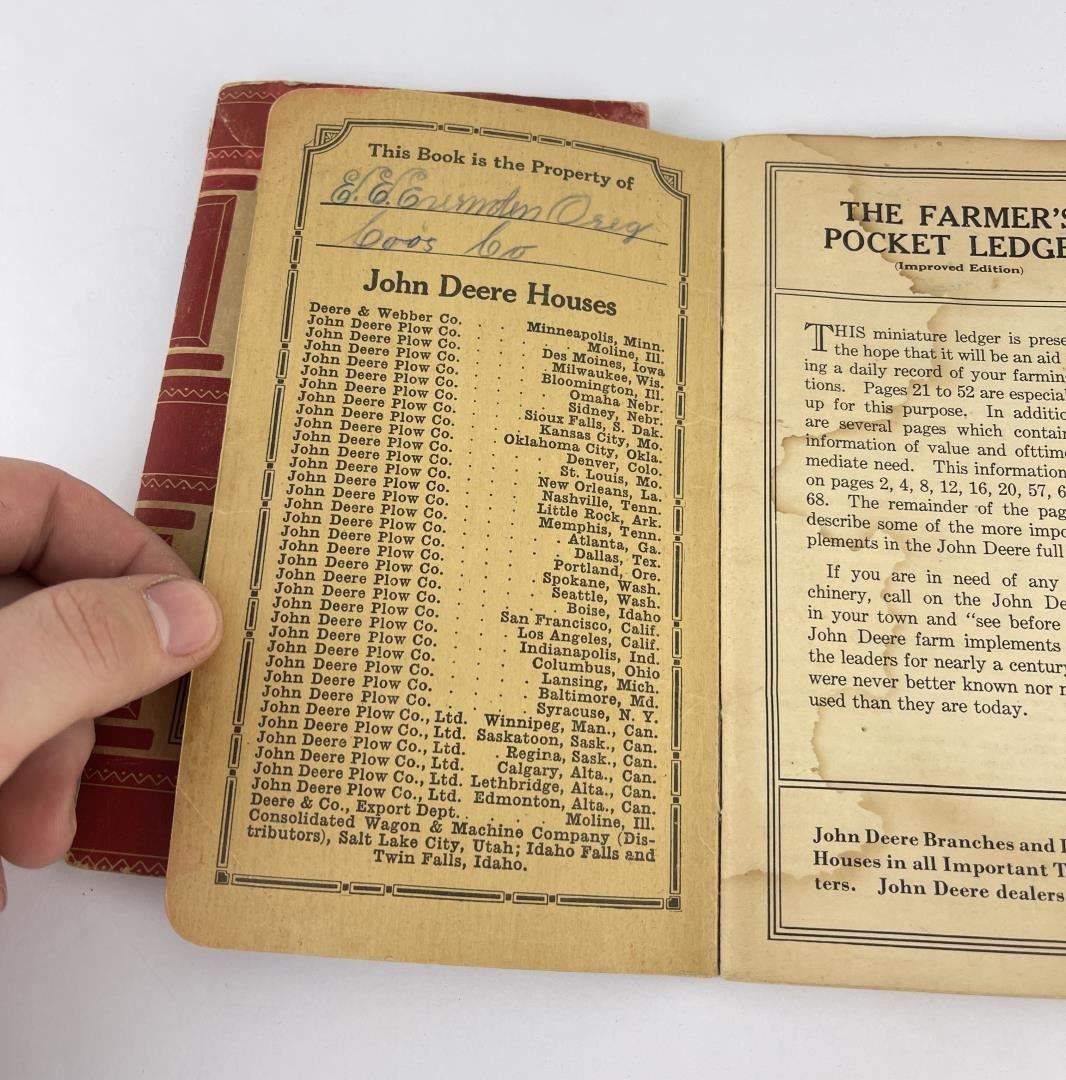 This Book is the Property of
E. E. Oreg
Coos Co
John Deere Houses
Deere & Webber Co. . . Minneapolis, Minn.
John Deere Plow Co. . . . Moline, Ill.
John Deere Plow Co. . . . Des Moines, Iowa
John Deere Plow Co. . . . Milwaukee, Wis.
John Deere Plow Co. . . . Bloomington, Ill.
John Deere Plow Co. . . . Omaha Nebr.
John Deere Plow Co. . . . Sidney, Nebr.
John Deere Plow Co. . . . Sioux Falls, S. Dak.
John Deere Plow Co. . . . Kansas City, Mo.
John Deere Plow Co. . . Oklahoma City, Okla.
John Deere Plow Co. . . . Denver, Colo.
John Deere Plow Co. . . . St. Louis, Mo.
John Deere Plow Co. . . . New Orleans, La.
John Deere Plow Co. . . . Nashville, Tenn.
John Deere Plow Co. . . . Little Rock, Ark.
John Deere Plow Co. . . . Memphis, Tenn.
John Deere Plow Co. . . . Atlanta, Ga.
John Deere Plow Co. . . . Dallas, Tex.
John Deere Plow Co. . . . Portland, Ore.
John Deere Plow Co. . . . Spokane, Wash.
John Deere Plow Co. . . . Seattle, Wash.
John Deere Plow Co. . . . Boise, Idaho
John Deere Plow Co. . . San Francisco, Calif.
John Deere Plow Co. . . . Los Angeles, Calif.
John Deere Plow Co. . . . Indianapolis, Ind.
John Deere Plow Co. . . . Columbus, Ohio
John Deere Plow Co. . . . Lansing, Mich.
John Deere Plow Co. . . . Baltimore, Md.
John Deere Plow Co. . . . Syracuse, N. Y.
John Deere Plow Co., Ltd. Winnipeg, Man., Can.
John Deere Plow Co., Ltd. Saskatoon, Sask., Can.
John Deere Plow Co., Ltd. Regina, Sask., Can.
John Deere Plow Co., Ltd. Calgary, Alta., Can.
John Deere Plow Co., Ltd. Lethbridge, Alta., Can.
John Deere Plow Co., Ltd. Edmonton, Alta., Can.
Deere & Co., Export Dept. . . . Moline, Ill.
Consolidated Wagon & Machine Company (Dis-
tributors), Salt Lake City, Utah; Idaho Falls and
Twin Falls, Idaho.
THE FARMER'S
POCKET LEDGE
(Improved Edition)
THIS miniature ledger is prese
the hope that it will be an aid
ing a daily record of your farmin
tions. Pages 21 to 52 are especia
up for this purpose. In additio
are several pages which contain
information of value and ofttime
mediate need. This information
on pages 2, 4, 8, 12, 16, 20, 57, 6
68. The remainder of the pag
describe some of the more impo
plements in the John Deere full
If you are in need of any
chinery, call on the John De
in your town and "see before
John Deere farm implements
the leaders for nearly a century
were never better known nor m
used than they are today.
John Deere Branches and
Houses in all Important T
ters. John Deere dealers